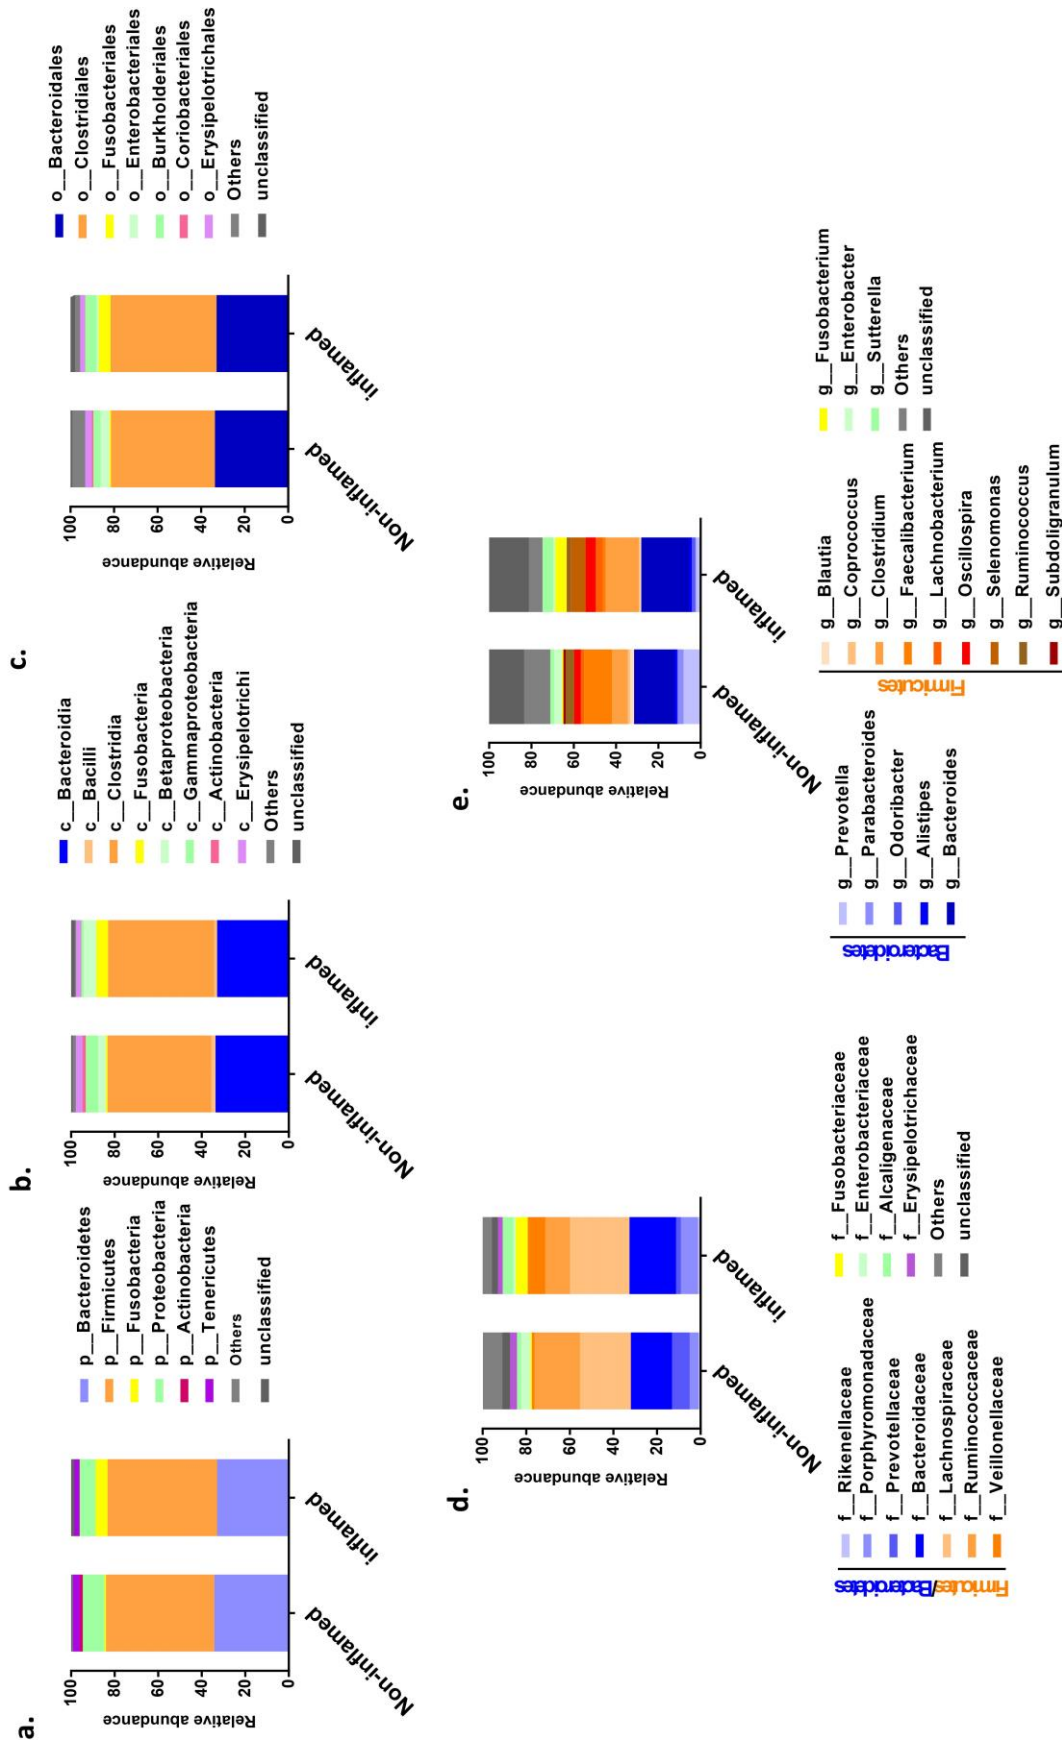 a.
Relative abundance
100
80
60
40
20
0
Non-inflamed
inflamed
p__Bacteroidetes
p__Firmicutes
p__Fusobacteria
p__Proteobacteria
p__Actinobacteria
p__Tenericutes
Others
unclassified
b.
Relative abundance
100
80
60
40
20
0
Non-inflamed
inflamed
c__Bacteroidia
c__Bacilli
c__Clostridia
c__Fusobacteria
c__Betaproteobacteria
c__Gammaproteobacteria
c__Actinobacteria
c__Erysipelotrichi
Others
unclassified
c.
Relative abundance
100
80
60
40
20
0
Non-inflamed
inflamed
o__Bacteroidales
o__Clostridiales
o__Fusobacteriales
o__Enterobacteriales
o__Burkholderiales
o__Coriobacteriales
o__Erysipelotrichales
Others
unclassified
d.
Relative abundance
100
80
60
40
20
0
Non-inflamed
inflamed
Bacteroidetes
/Firmicutes
f__Rikenellaceae
f__Porphyromonadaceae
f__Prevotellaceae
f__Bacteroidaceae
f__Lachnospiraceae
f__Ruminococcaceae
f__Veillonellaceae
f__Fusobacteriaceae
f__Enterobacteriaceae
f__Alcaligenaceae
f__Erysipelotrichaceae
Others
unclassified
e.
Relative abundance
100
80
60
40
20
0
Non-inflamed
inflamed
Bacteroidetes
g__Prevotella
g__Parabacteroides
g__Odoribacter
g__Alistipes
g__Bacteroides
Firmicutes
g__Blautia
g__Coprococcus
g__Clostridium
g__Faecalibacterium
g__Lachnobacterium
g__Oscillospira
g__Selenomonas
g__Ruminococcus
g__Subdoligranulum
g__Fusobacterium
g__Enterobacter
g__Sutterella
Others
unclassified